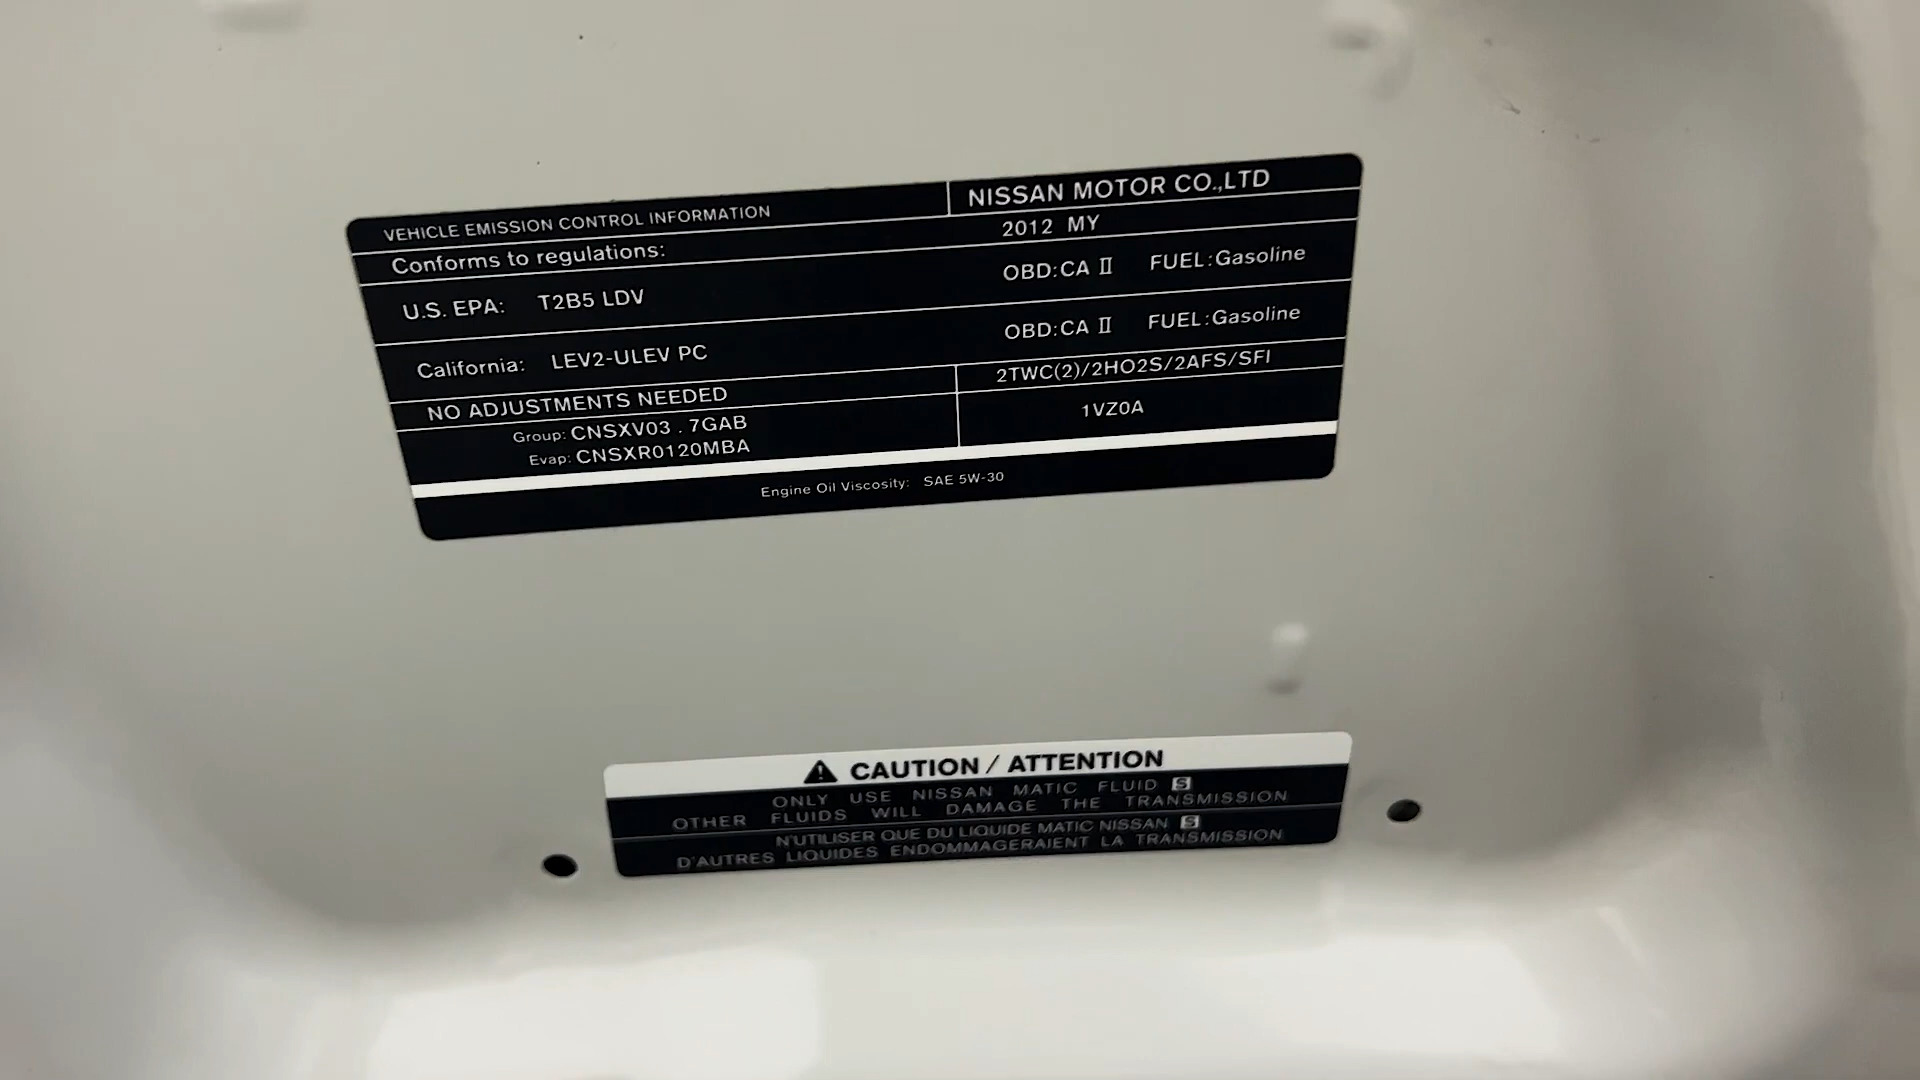 VEHICLE EMISSION CONTROL INFORMATION
NISSAN MOTOR CO.,LTD
Conforms to regulations:
2012 MY
U.S. EPA: T2B5 LDV
OBD:CA II FUEL:Gasoline
California: LEV2-ULEV PC
OBD:CA II FUEL:Gasoline
NO ADJUSTMENTS NEEDED
2TWC(2)/2HO2S/2AFS/SFI
Group: CNSXV03 . 7GAB
Evap: CNSXR0120MBA
1VZ0A
Engine Oil Viscosity: SAE 5W-30
CAUTION / ATTENTION
ONLY USE NISSAN MATIC FLUID S
OTHER FLUIDS WILL DAMAGE THE TRANSMISSION
N'UTILISER QUE DU LIQUIDE MATIC NISSAN S
D'AUTRES LIQUIDES ENDOMMAGERAIENT LA TRANSMISSION